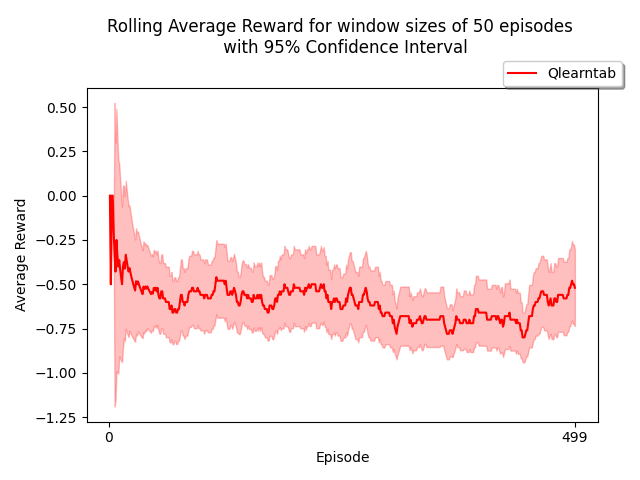 Rolling Average Reward for window sizes of 50 episodes
with 95% Confidence Interval
Qlearntab
0.50
0.25
0.00
−0.25
−0.50
−0.75
−1.00
−1.25
Average Reward
0 499
Episode